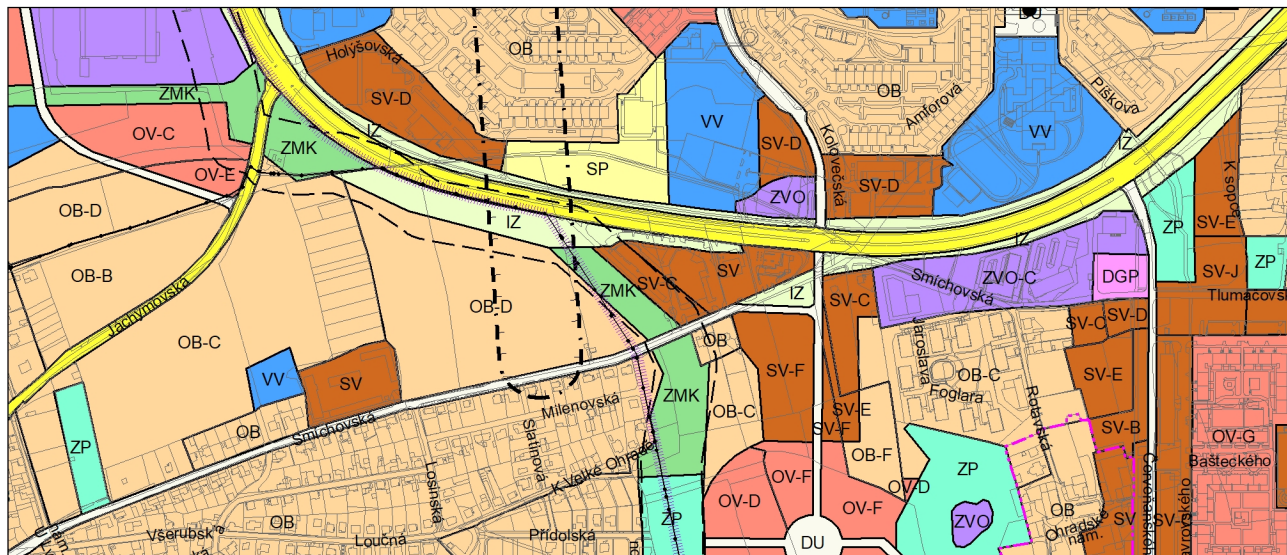 Holýšovská
OB
ZMK
SV-D
OV-C
IZ
ZMK
OV-E
VV
SV-D
Kolovečská
Amforová
OB
Píškova
VV
IZ
SP
ZVO
SV-D
K sopce
ZP
SV-E
OB-D
OB-B
Jáchymovská
IZ
IZ
SV-C
SV
ZMK
OB-D
IZ
SV-C
Smíchovská
ZVO-C
DGP
SV-J
ZP
OB-C
VV
SV
OB
SV-F
Jaroslava
Foglara
OB-C
SV-C
SV-D
ZMK
Milenovská
Slatinova
K Velké Ohradě
OB-C
SV-E
SV-F
Rotavská
SV-E
ZP
OB
Smíchovská
Losinská
OB-F
SV-B
OV-G
Bašteckého
OV-D
OV-F
OV-D
ZP
OV-F
ZP
ZVO
OB
Ohradské
nám.
SV
Všerubská
OB
Loučná
Přídolská
DU